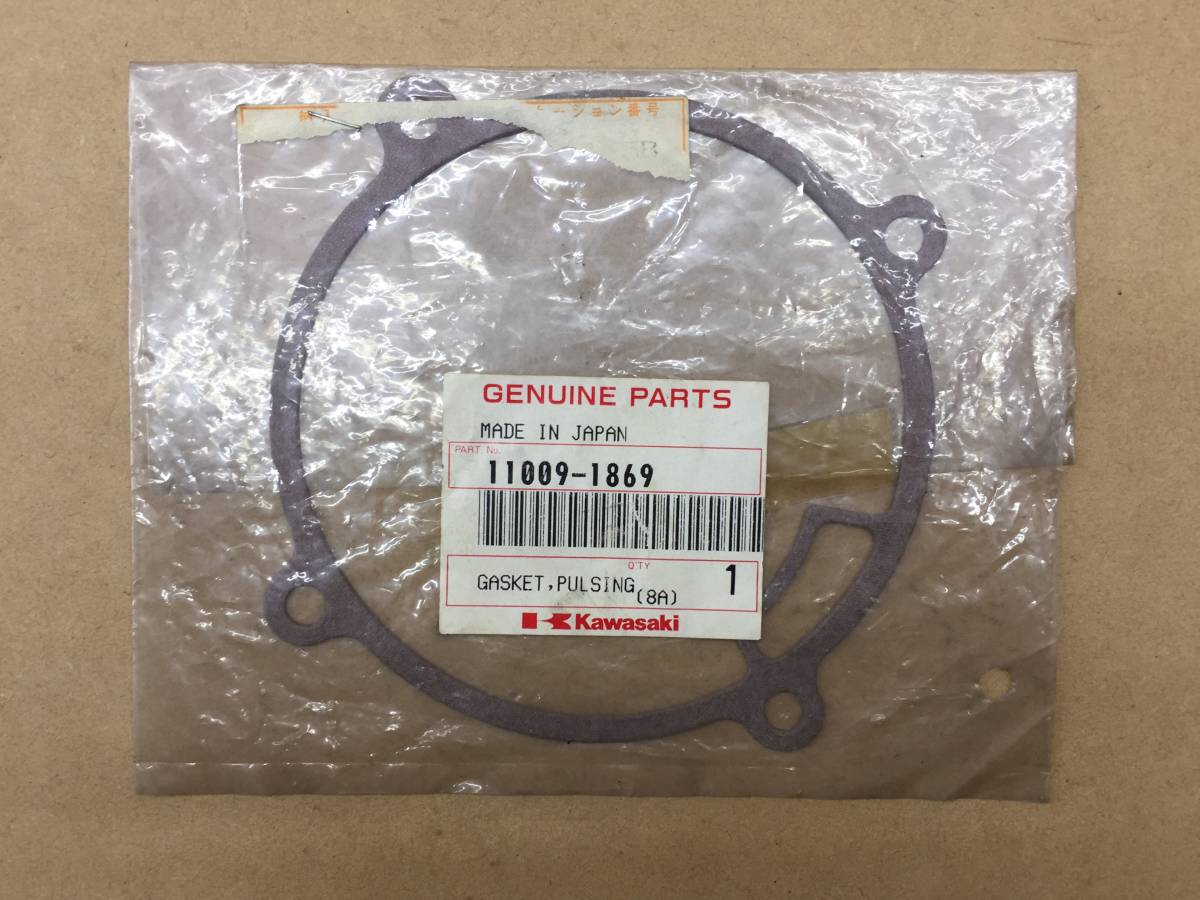 ーション番号
GENUINE PARTS
MADE IN JAPAN
PART. No.
11009-1869
Q'TY
GASKET,PULSING(8A) 1
Kawasaki